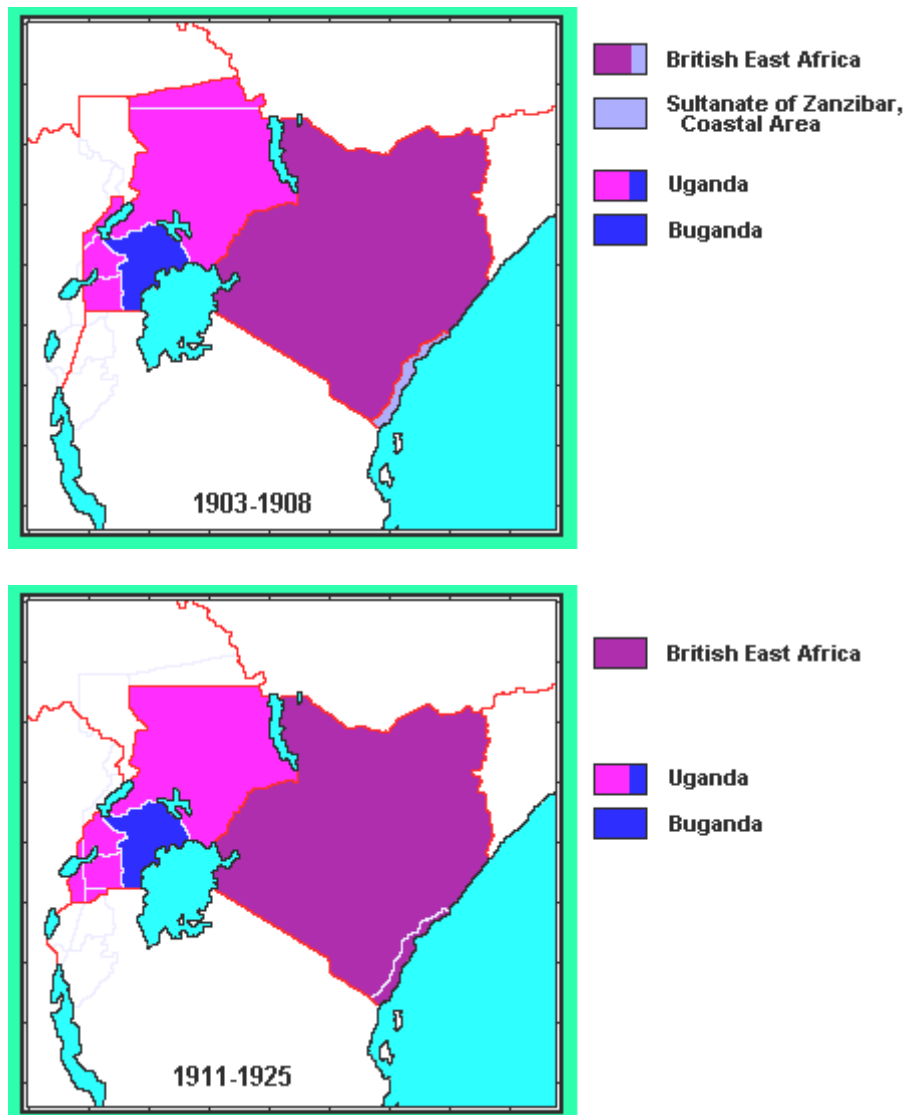 British East Africa
Sultanate of Zanzibar,
Coastal Area
Uganda
Buganda
1903-1908
British East Africa
Uganda
Buganda
1911-1925